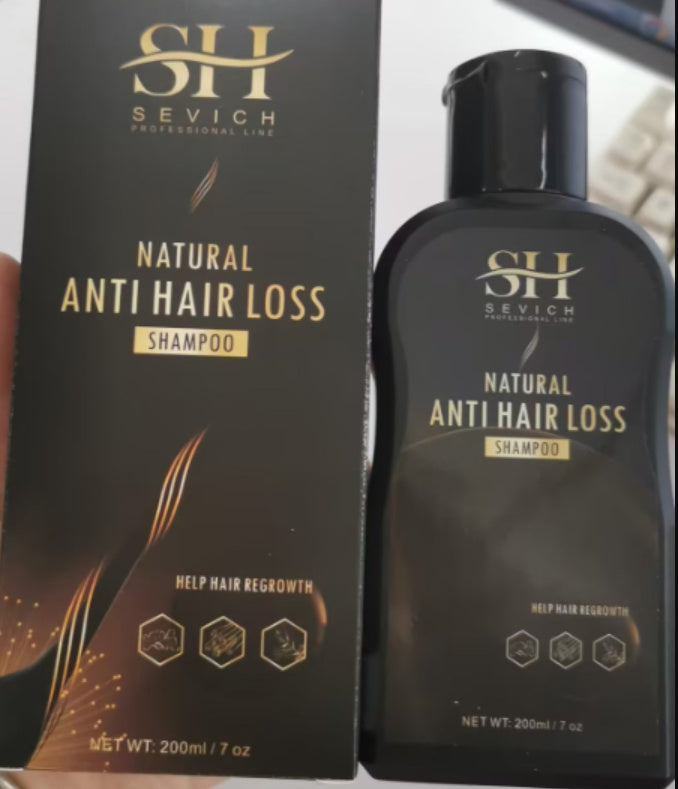 SH
SEVICH
PROFESSIONAL LINE
NATURAL
ANTI HAIR LOSS
SHAMPOO
HELP HAIR REGROWTH
NET WT: 200ml / 7 oz
SH
SEVICH
PROFESSIONAL LINE
NATURAL
ANTI HAIR LOSS
SHAMPOO
HELP HAIR REGROWTH
NET WT: 200ml / 7 oz